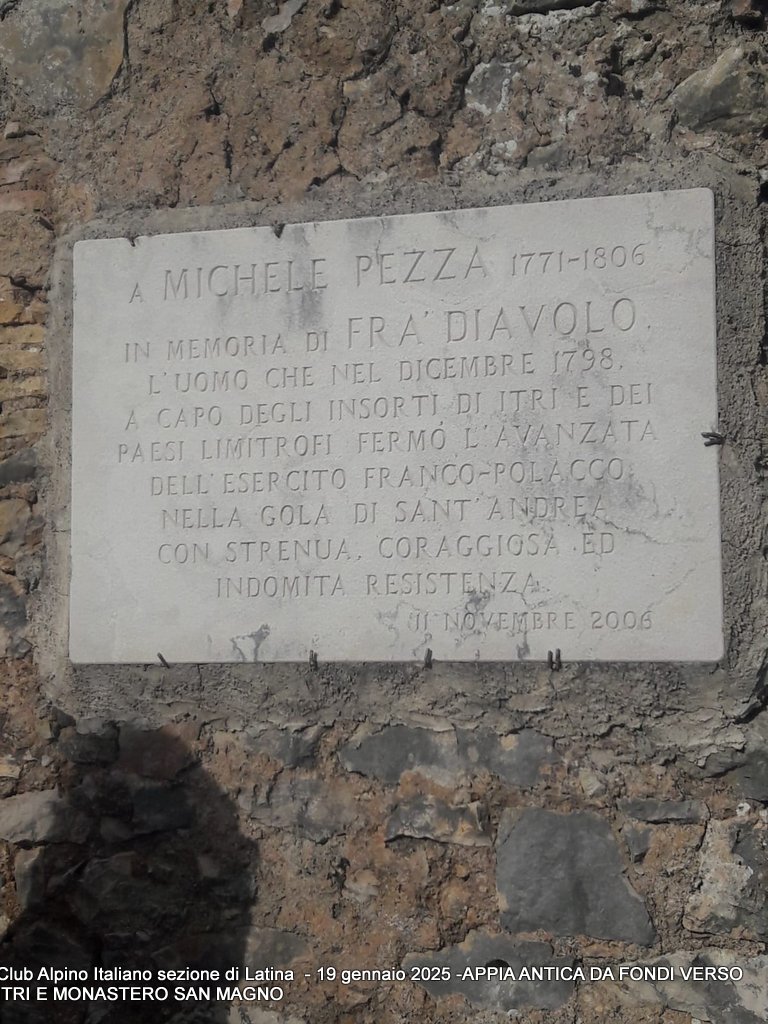 A MICHELE PEZZA 1771-1806
IN MEMORIA DI FRA' DIAVOLO,
L'UOMO CHE NEL DICEMBRE 1798,
A CAPO DEGLI INSORTI DI ITRI E DEI
PAESI LIMITROFI FERMÒ L'AVANZATA
DELL'ESERCITO FRANCO-POLACCO
NELLA GOLA DI SANT'ANDREA
CON STRENUA, CORAGGIOSA ED
INDOMITA RESISTENZA
11 NOVEMBRE 2006
Club Alpino Italiano sezione di Latina - 19 gennaio 2025 -APPIA ANTICA DA FONDI VERSO
TRI E MONASTERO SAN MAGNO